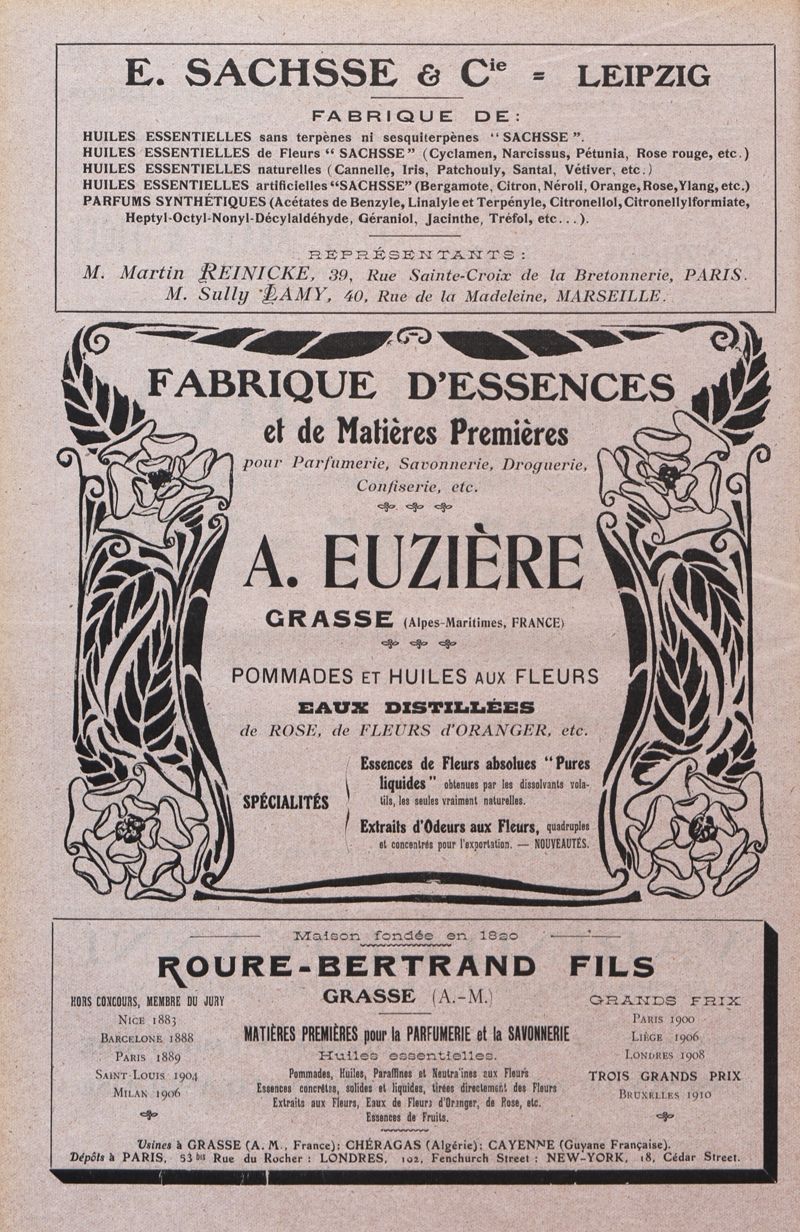 E. SACHSSE & Cie = LEIPZIG
FABRIQUE DE:
HUILES ESSENTIELLES sans terpènes ni sesquiterpènes "SACHSSE".
HUILES ESSENTIELLES de Fleurs "SACHSSE" (Cyclamen, Narcissus, Pétunia, Rose rouge, etc.)
HUILES ESSENTIELLES naturelles (Cannelle, Iris, Patchouly, Santal, Vétiver, etc.)
HUILES ESSENTIELLES artificielles "SACHSSE" (Bergamote, Citron, Néroli, Orange, Rose, Ylang, etc.)
PARFUMS SYNTHÉTIQUES (Acétates de Benzyle, Linalyle et Terpényle, Citronellol, Citronellylformiate,
Heptyl-Octyl-Nonyl-Décylaldéhyde, Géraniol, Jacinthe, Tréfol, etc...).
REPRÉSENTANTS:
M. Martin REINICKE, 39, Rue Sainte-Croix de la Bretonnerie, PARIS.
M. Sully LAMY, 40, Rue de la Madeleine, MARSEILLE.
FABRIQUE D'ESSENCES
et de Matières Premières
pour Parfumerie, Savonnerie, Droguerie,
Confiserie, etc.
A. EUZIÈRE
GRASSE (Alpes-Maritimes, FRANCE)
POMMADES ET HUILES AUX FLEURS
EAUX DISTILLÉES
de ROSE, de FLEURS d'ORANGER, etc.
SPÉCIALITÉS
Essences de Fleurs absolues "Pures
liquides" obtenues par les dissolvants vola-
tils, les seules vraiment naturelles.
Extraits d'Odeurs aux Fleurs, quadruples
et concentrés pour l'exportation. — NOUVEAUTÉS.
Maison fondée en 1820
ROURE-BERTRAND FILS
GRASSE (A.-M.)
HORS CONCOURS, MEMBRE DU JURY
NICE 1883
BARCELONE 1888
PARIS 1889
SAINT-LOUIS 1904
MILAN 1906
MATIÈRES PREMIÈRES pour la PARFUMERIE et la SAVONNERIE
Huiles essentielles.
Pommades, Huiles, Paraffines et Neutralines aux Fleurs
Essences concrètes, solides et liquides, tirées directement des Fleurs
Extraits aux Fleurs, Eaux de Fleurs d'Oranger, de Rose, etc.
Essences de Fruits.
GRANDS PRIX
PARIS 1900
LIÈGE 1906
LONDRES 1908
TROIS GRANDS PRIX
BRUXELLES 1910
Usines à GRASSE (A. M., France); CHÉRAGAS (Algérie); CAYENNE (Guyane Française).
Dépôts à PARIS, 53 bis Rue du Rocher : LONDRES, 102, Fenchurch Street : NEW-YORK, 18, Cédar Street.